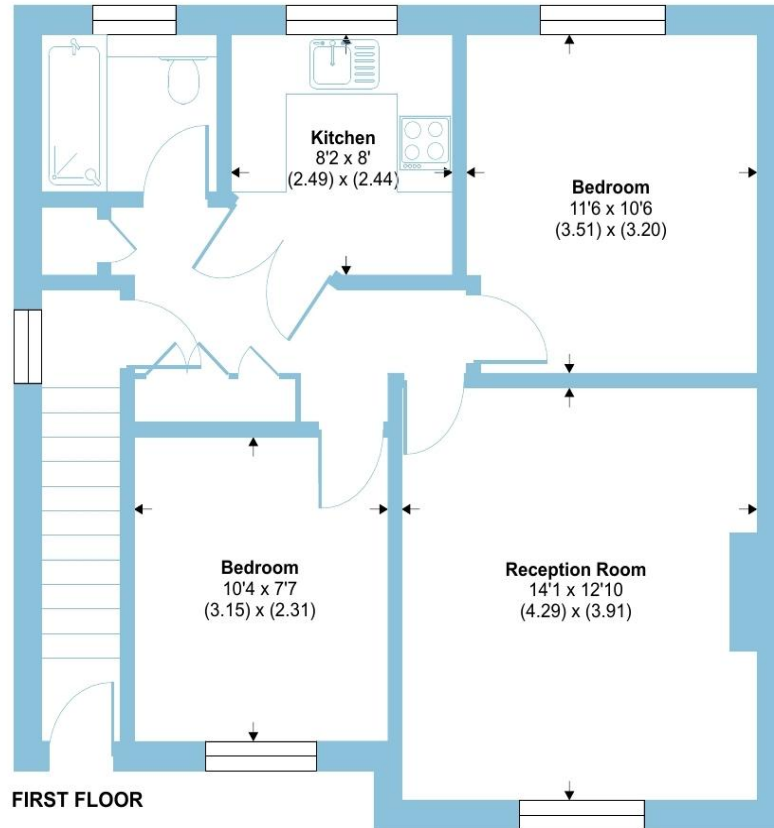 Kitchen
8'2 x 8'
(2.49) x (2.44)
Bedroom
11'6 x 10'6
(3.51) x (3.20)
Bedroom
10'4 x 7'7
(3.15) x (2.31)
Reception Room
14'1 x 12'10
(4.29) x (3.91)
FIRST FLOOR